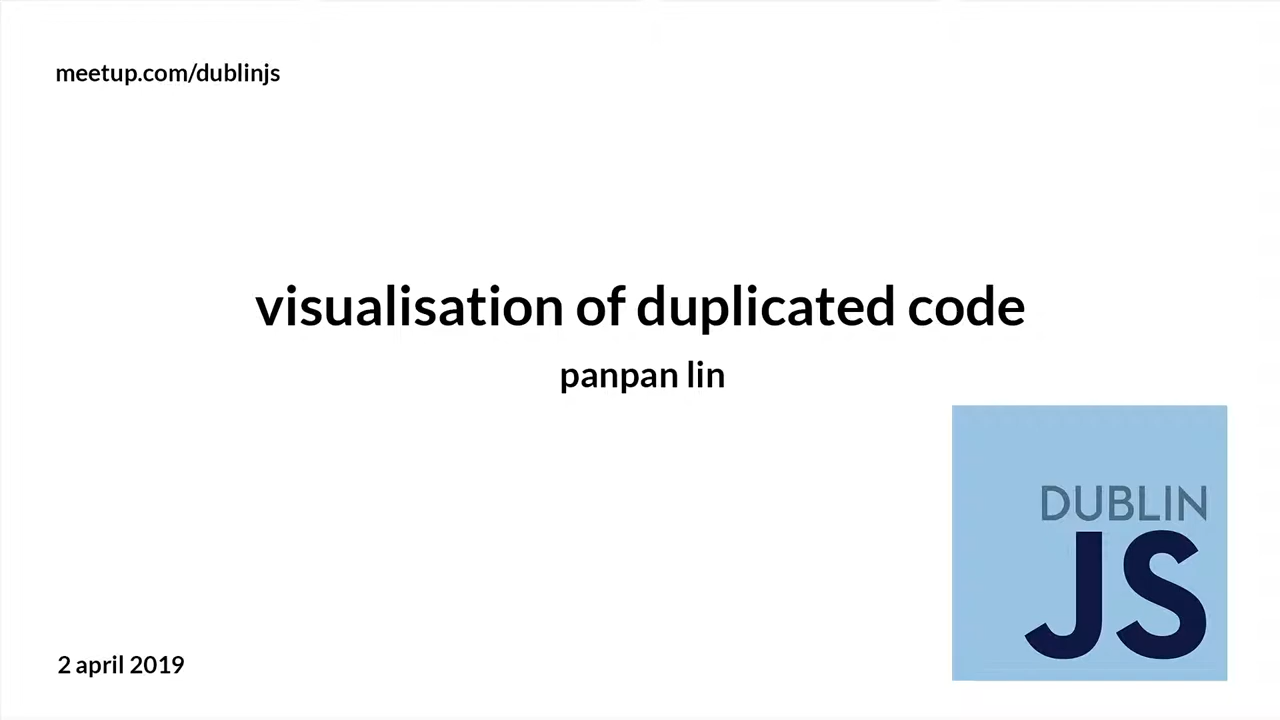 meetup.com/dublinjs
visualisation of duplicated code
panpan lin
DUBLIN
JS
2 april 2019